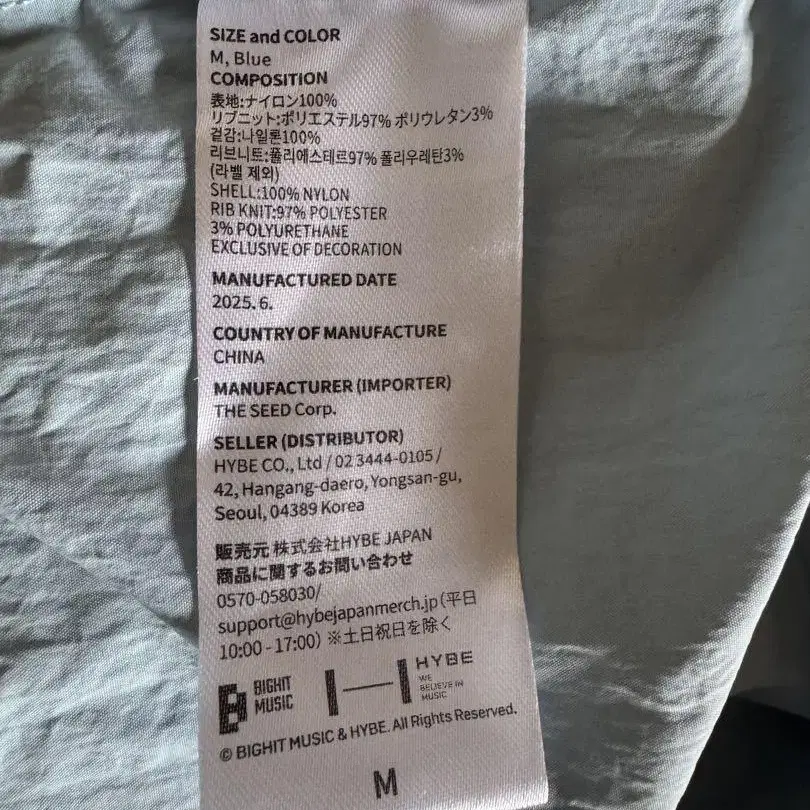 SIZE and COLOR
M, Blue
COMPOSITION
表地:ナイロン100%
リブニット:ポリエステル97% ポリウレタン3%
겉감:나일론100%
리브니트:폴리에스테르97% 폴리우레탄3%
(라벨 제외)
SHELL:100% NYLON
RIB KNIT:97% POLYESTER
3% POLYURETHANE
EXCLUSIVE OF DECORATION
MANUFACTURED DATE
2025. 6.
COUNTRY OF MANUFACTURE
CHINA
MANUFACTURER (IMPORTER)
THE SEED Corp.
SELLER (DISTRIBUTOR)
HYBE CO., Ltd / 02 3444-0105 /
42, Hangang-daero, Yongsan-gu,
Seoul, 04389 Korea
販売元 株式会社HYBE JAPAN
商品に関するお問い合わせ
0570-058030/
support@hybejapanmerch.jp (平日
10:00 - 17:00) ※土日祝日を除く
BIGHIT
MUSIC
HYBE
WE
BELIEVE IN
MUSIC
© BIGHIT MUSIC & HYBE. All Rights Reserved.
M